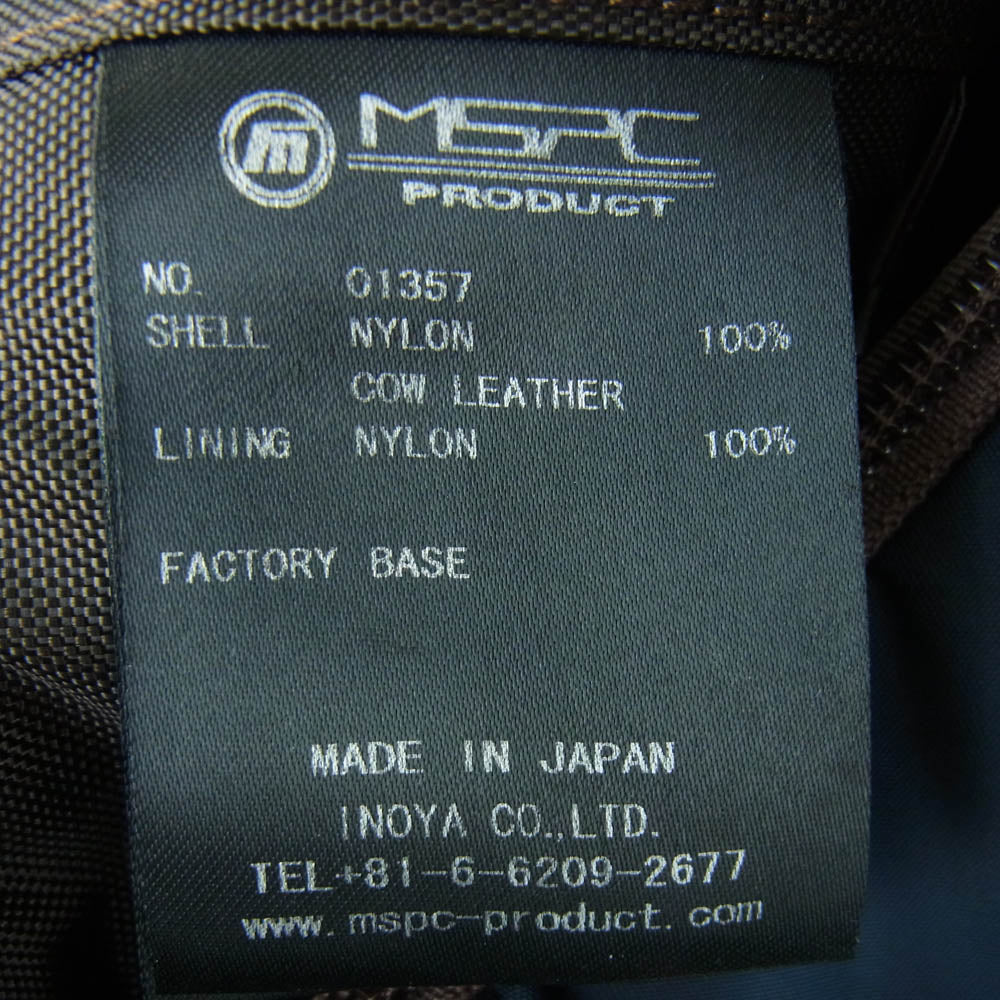 m MSPC
PRODUCT
NO. 01357
SHELL NYLON 100%
COW LEATHER
LINING NYLON 100%
FACTORY BASE
MADE IN JAPAN
INOYA CO.,LTD.
TEL+81-6-6209-2677
www.mspc-product.com